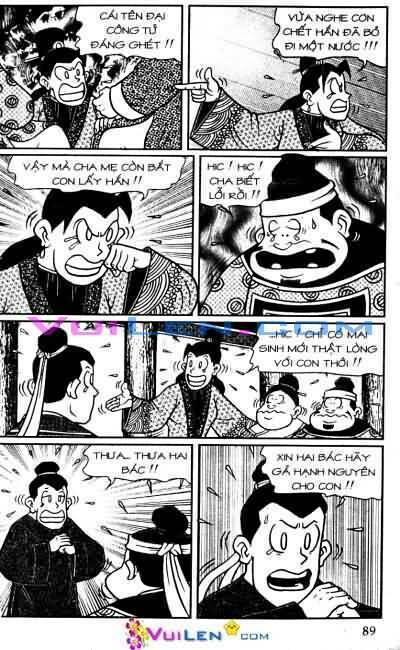 CÁI TÊN ĐẠI
CÔNG TỬ
ĐÁNG GHÉT !!
VỪA NGHE CON
CHẾT HẮN ĐÃ BỎ
ĐI MỘT NƯỚC !!!
VẬY MÀ CHA MẸ CÒN BẮT
CON LẤY HẮN !!
HIC ! HIC !
CHA BIẾT
LỖI RỒI !!
VUILEN.COM
..HIC ! CHỈ CÓ MAI
SINH MỚI THẬT LÒNG
VỚI CON THÔI !!
THƯA... THƯA HAI
BÁC !!
XIN HAI BÁC HÃY
GẢ HẠNH NGUYÊN
CHO CON !!
VUILEN.COM
89